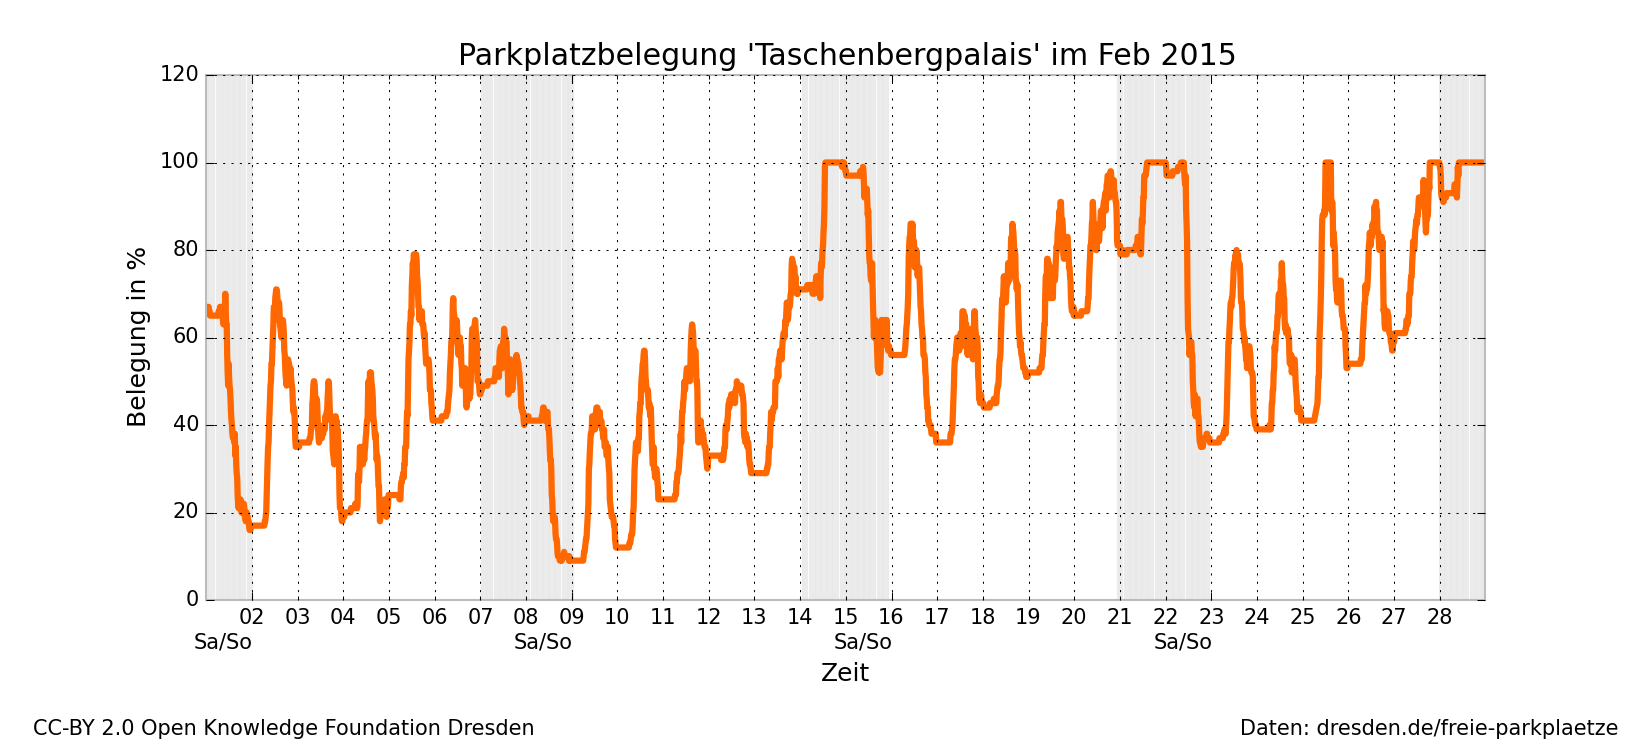 Parkplatzbelegung 'Taschenbergpalais' im Feb 2015
120
100
80
60
40
20
0
Belegung in %
02 03 04 05 06 07 08 09 10 11 12 13 14 15 16 17 18 19 20 21 22 23 24 25 26 27 28
Sa/So Sa/So Sa/So Sa/So
Zeit
CC-BY 2.0 Open Knowledge Foundation Dresden
Daten: dresden.de/freie-parkplaetze